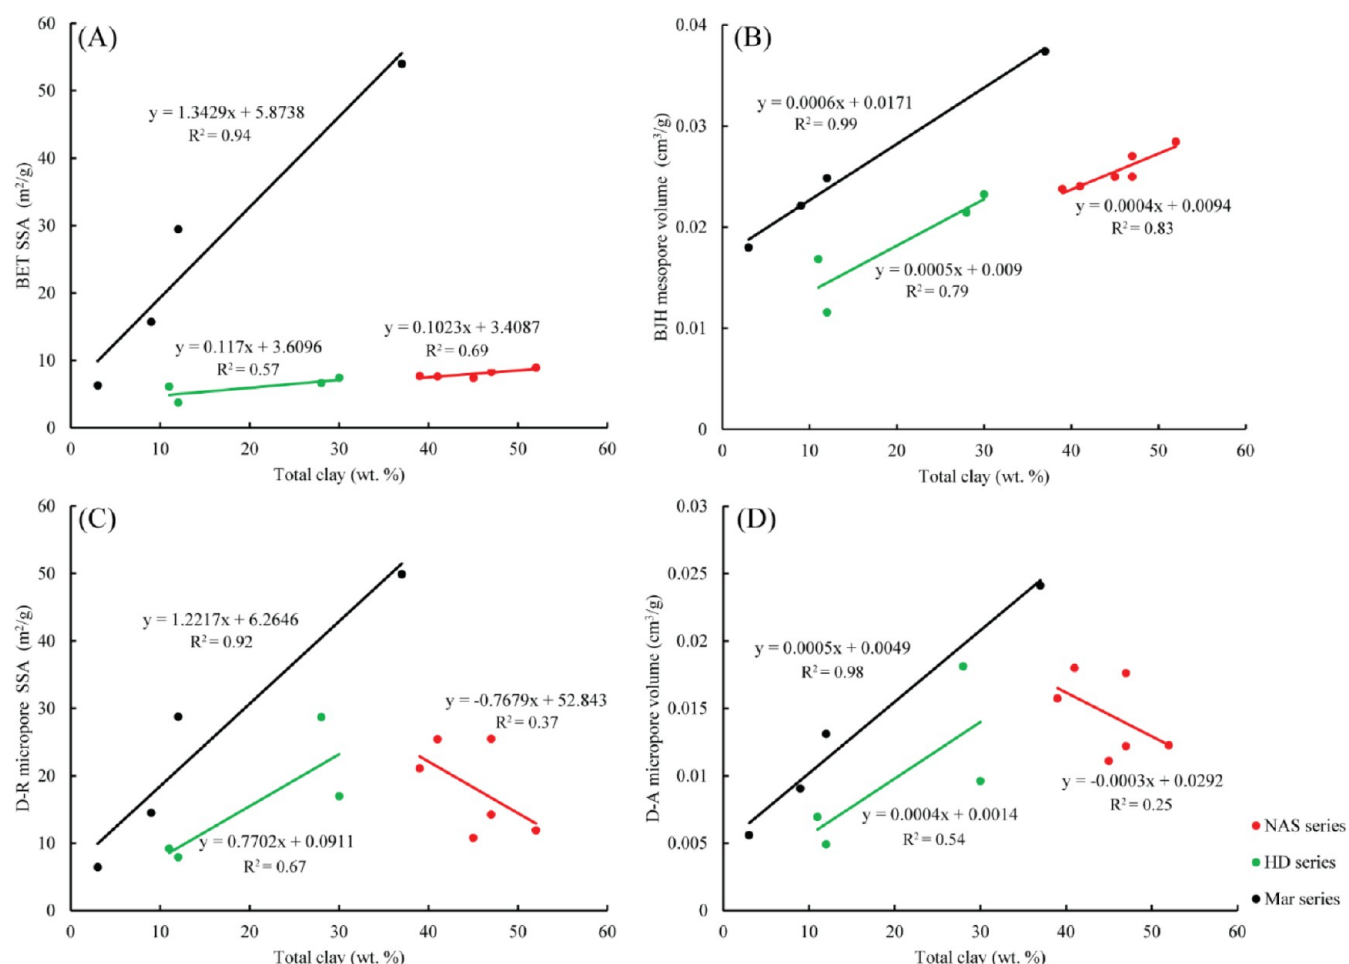 (A)
60
50
40
30
20
10
0
BET SSA (m²/g)
y = 1.3429x + 5.8738
R² = 0.94
y = 0.117x + 3.6096
R² = 0.57
y = 0.1023x + 3.4087
R² = 0.69
0 10 20 30 40 50 60
Total clay (wt. %)
(B)
0.04
0.03
0.02
0.01
0
BJH mesopore volume (cm³/g)
y = 0.0006x + 0.0171
R² = 0.99
y = 0.0004x + 0.0094
R² = 0.83
y = 0.0005x + 0.009
R² = 0.79
0 10 20 30 40 50 60
Total clay (wt. %)
(C)
60
50
40
30
20
10
0
D-R micropore SSA (m²/g)
y = 1.2217x + 6.2646
R² = 0.92
y = -0.7679x + 52.843
R² = 0.37
y = 0.7702x + 0.0911
R² = 0.67
0 10 20 30 40 50 60
Total clay (wt. %)
(D)
0.03
0.025
0.02
0.015
0.01
0.005
0
D-A micropore volume (cm³/g)
y = 0.0005x + 0.0049
R² = 0.98
y = -0.0003x + 0.0292
R² = 0.25
y = 0.0004x + 0.0014
R² = 0.54
0 10 20 30 40 50 60
Total clay (wt. %)
NAS series
HD series
Mar series